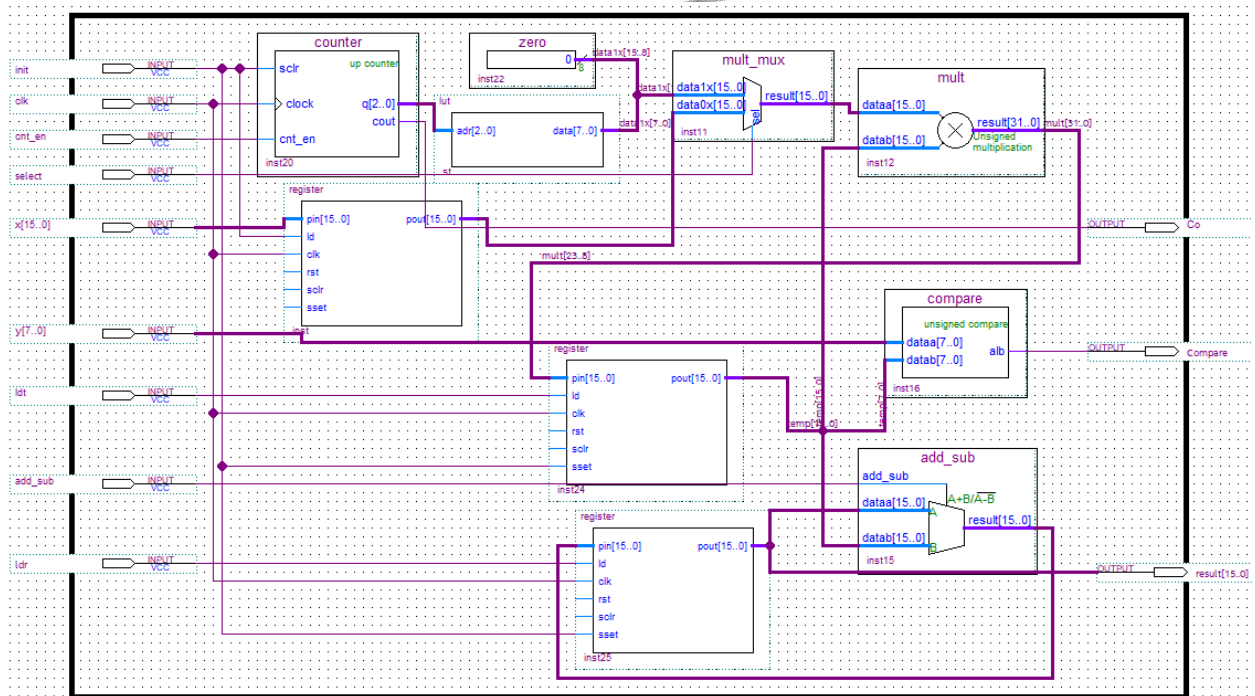 counter
up counter
init
INPUT
VCC
sclr
clk
INPUT
VCC
clock
q[2..0]
cout
cnt_en
INPUT
VCC
cnt_en
inst20
select
INPUT
VCC
zero
0
8
inst22
data1x[15..8]
lut
adr[2..0]
data[7..0]
st
data1x[
data1x[7..0]
mult_mux
data1x[15..0]
data0x[15..0]
result[15..0]
sel
inst11
mult
dataa[15..0]
datab[15..0]
result[31..0]
Unsigned
multiplication
inst12
mult[31..0]
register
x[15..0]
INPUT
VCC
pin[15..0]
pout[15..0]
ld
clk
rst
sclr
sset
inst
OUTPUT
Co
mult[23..8]
y[7..0]
INPUT
VCC
compare
unsigned compare
dataa[7..0]
datab[7..0]
alb
inst16
OUTPUT
Compare
register
ldt
INPUT
VCC
pin[15..0]
pout[15..0]
ld
clk
rst
sclr
sset
inst24
temp[15..0]
temp[15..0]
temp[7..0]
add_sub
INPUT
VCC
add_sub
add_sub
A+B/A-B
dataa[15..0]
A
datab[15..0]
B
result[15..0]
inst15
register
ldr
INPUT
VCC
pin[15..0]
pout[15..0]
ld
clk
rst
sclr
sset
inst25
OUTPUT
result[15..0]